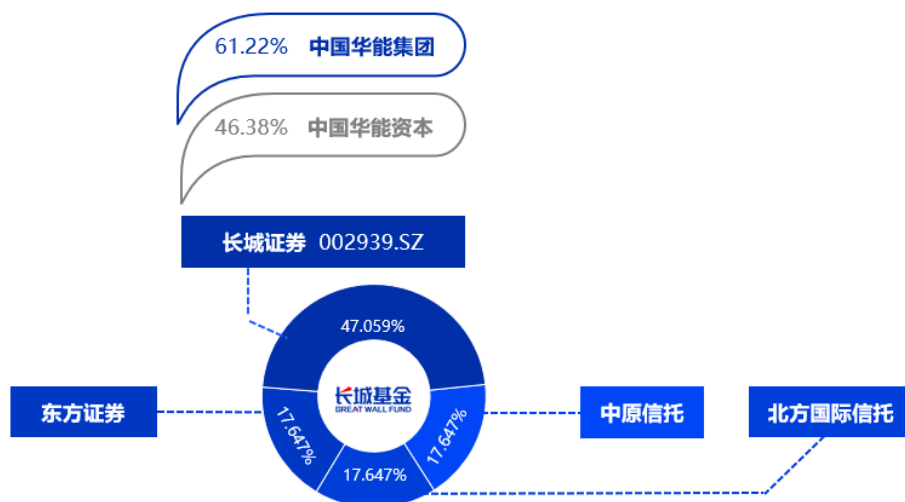 61.22% 中国华能集团
46.38% 中国华能资本
长城证券 002939.SZ
47.059%
长城基金
GREAT WALL FUND
东方证券
17.647%
17.647%
17.647%
中原信托
北方国际信托